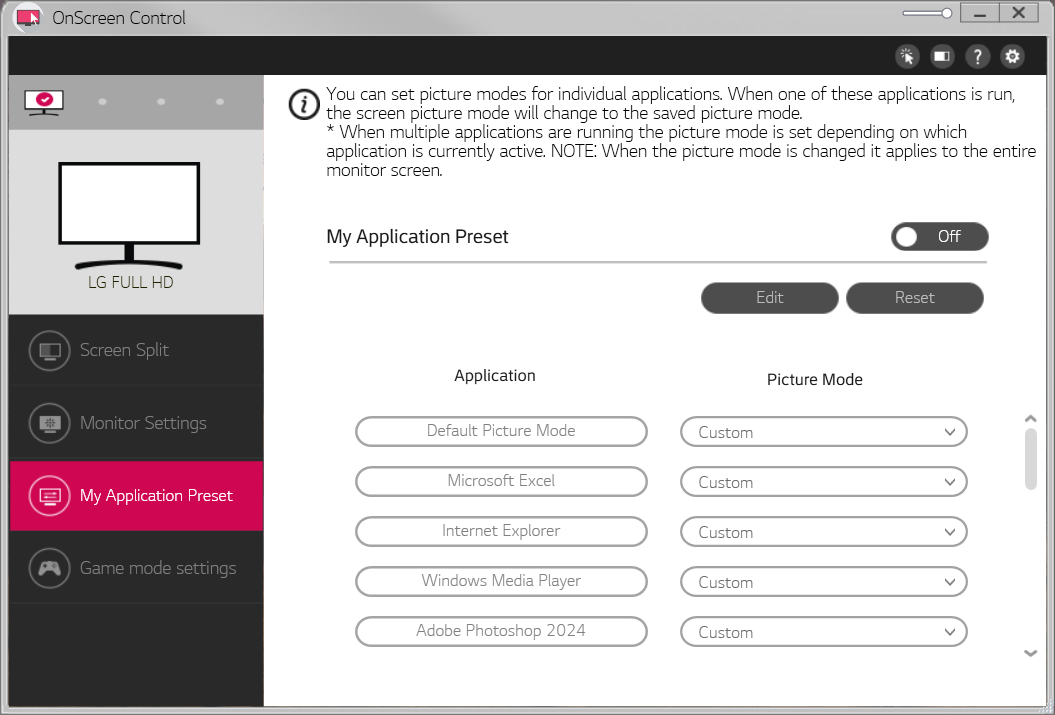 OnScreen Control
?
You can set picture modes for individual applications. When one of these applications is run,
the screen picture mode will change to the saved picture mode.
* When multiple applications are running the picture mode is set depending on which
application is currently active. NOTE: When the picture mode is changed it applies to the entire
monitor screen.
LG FULL HD
Screen Split
Monitor Settings
My Application Preset
Game mode settings
My Application Preset
Off
Edit
Reset
Application
Picture Mode
Default Picture Mode
Custom
Microsoft Excel
Custom
Internet Explorer
Custom
Windows Media Player
Custom
Adobe Photoshop 2024
Custom